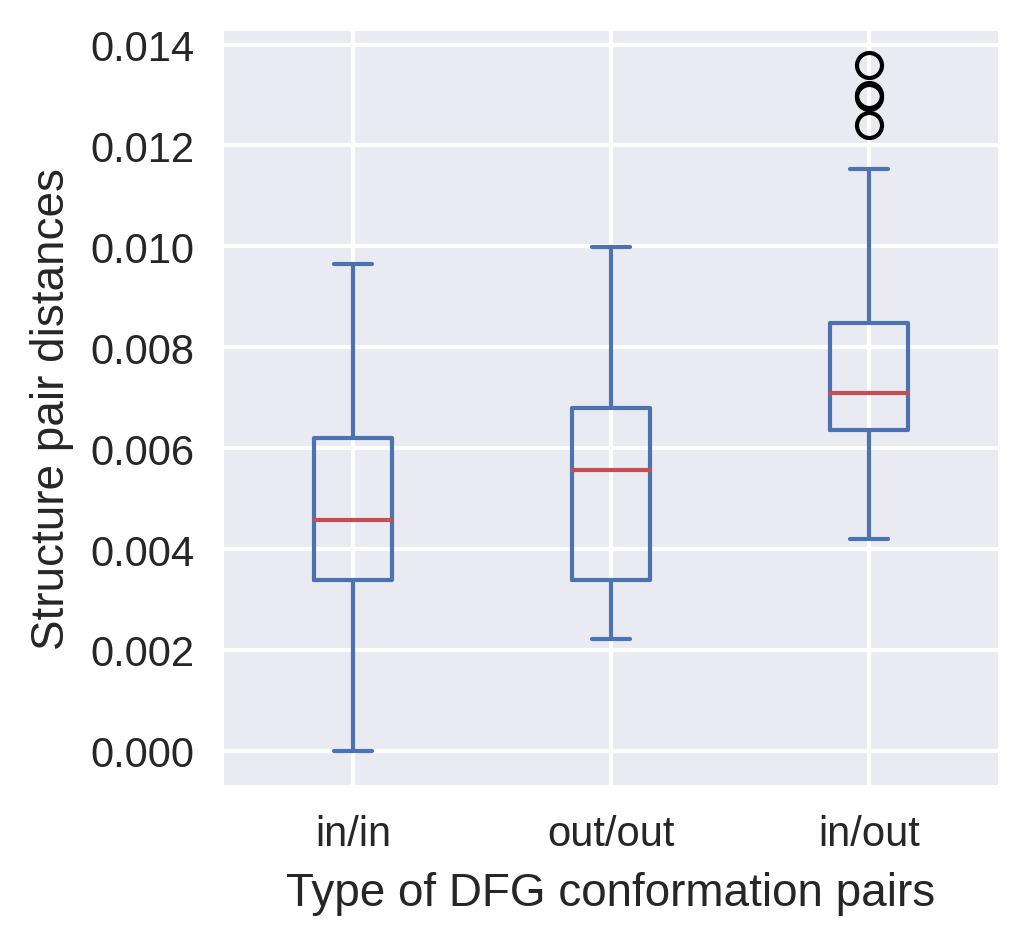 0.014
0.012
0.010
0.008
0.006
0.004
0.002
0.000
Structure pair distances
in/in out/out in/out
Type of DFG conformation pairs